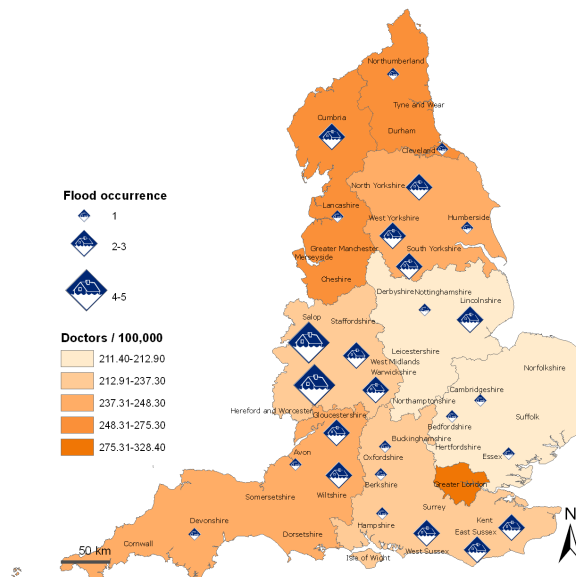 Northumberland
Tyne and Wear
Cumbria
Durham
Cleveland
Flood occurrence
1
2-3
4-5
North Yorkshire
Lancashire
West Yorkshire
Humberside
Greater Manchester
South Yorkshire
Merseyside
Cheshire
Derbyshire
Nottinghamshire
Lincolnshire
Doctors / 100,000
211.40-212.90
212.91-237.30
237.31-248.30
248.31-275.30
275.31-328.40
Salop
Staffordshire
Leicestershire
West Midlands
Warwickshire
Norfolkshire
Cambridgeshire
Northamptonshire
Hereford and Worcester
Gloucestershire
Bedfordshire
Suffolk
Buckinghamshire
Hertfordshire
Avon
Oxfordshire
Essex
Berkshire
Greater London
Somersetshire
Wiltshire
Surrey
Devonshire
Hampshire
Kent
Dorsetshire
East Sussex
Cornwall
West Sussex
Isle of Wight
50 km
N